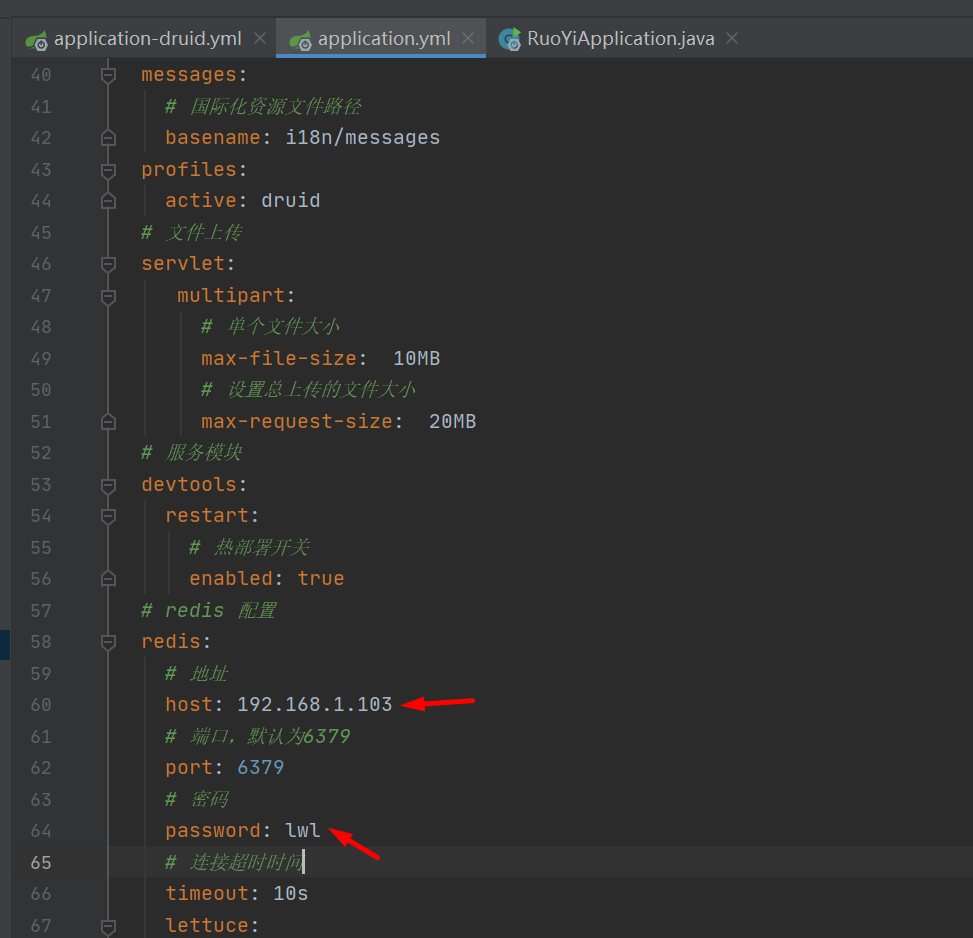 application-druid.yml application.yml RuoYiApplication.java
40 messages:
41 # 国际化资源文件路径
42 basename: i18n/messages
43 profiles:
44 active: druid
45 # 文件上传
46 servlet:
47 multipart:
48 # 单个文件大小
49 max-file-size: 10MB
50 # 设置总上传的文件大小
51 max-request-size: 20MB
52 # 服务模块
53 devtools:
54 restart:
55 # 热部署开关
56 enabled: true
57 # redis 配置
58 redis:
59 # 地址
60 host: 192.168.1.103
61 # 端口，默认为6379
62 port: 6379
63 # 密码
64 password: lwl
65 # 连接超时时间
66 timeout: 10s
67 lettuce: